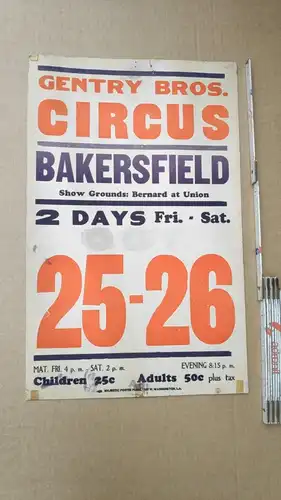 GENTRY BROS.
CIRCUS
BAKERSFIELD
Show Grounds: Bernard at Union
2 DAYS Fri. - Sat.
25-26
MAT. FRI. 4 p. m. - SAT. 2 p. m. EVENING 8:15 p. m.
Children 25c Adults 50c plus tax